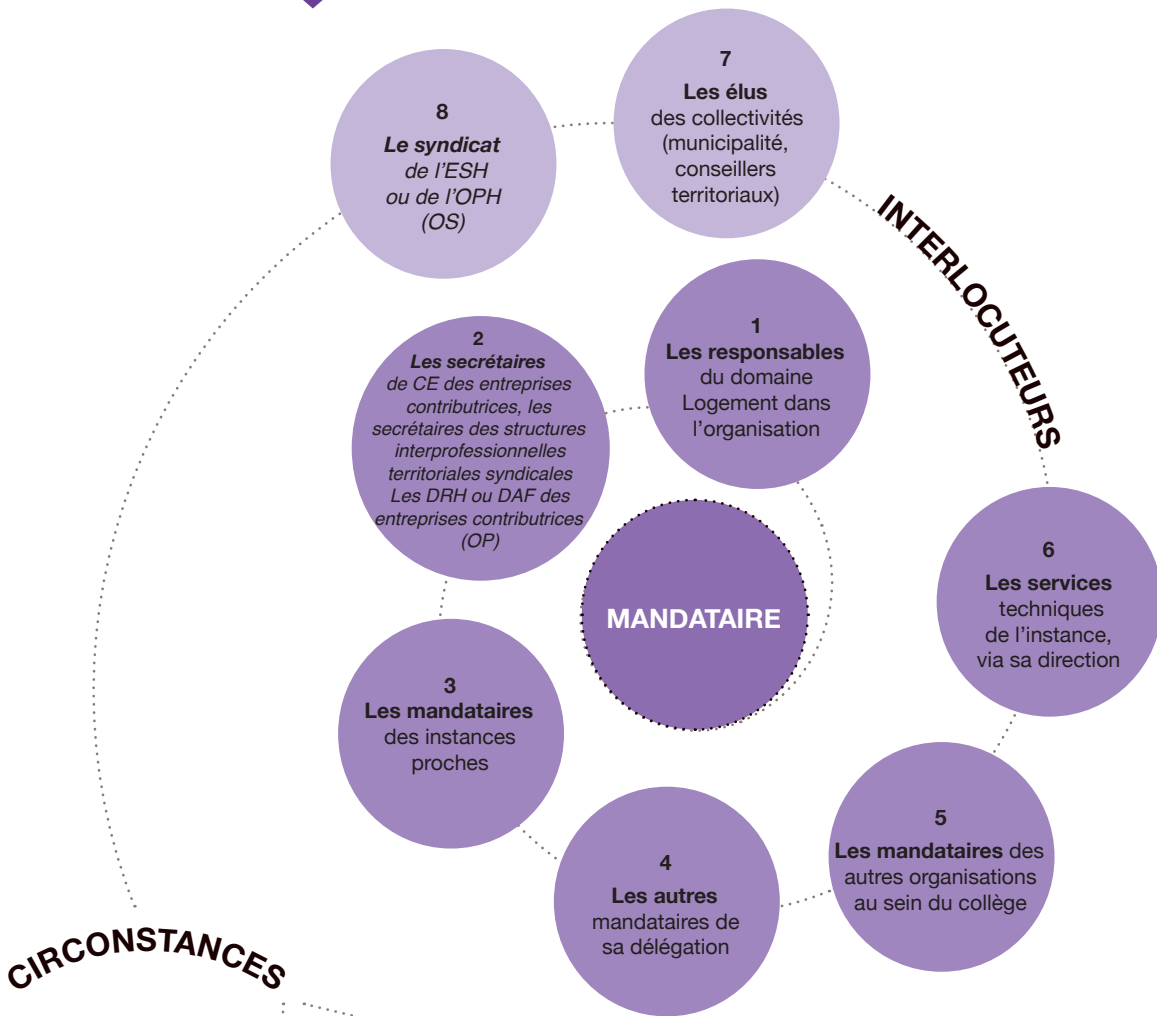 7
Les élus
des collectivités
(municipalité,
conseillers
territoriaux)
8
Le syndicat
de l'ESH
ou de l'OPH
(OS)
INTERLOCUTEURS
1
Les responsables
du domaine
Logement dans
l'organisation
2
Les secrétaires
de CE des entreprises
contributrices, les
secrétaires des structures
interprofessionnelles
territoriales syndicales
Les DRH ou DAF des
entreprises contributrices
(OP)
MANDATAIRE
6
Les services
techniques
de l'instance,
via sa direction
3
Les mandataires
des instances
proches
5
Les mandataires des
autres organisations
au sein du collège
4
Les autres
mandataires de
sa délégation
CIRCONSTANCES